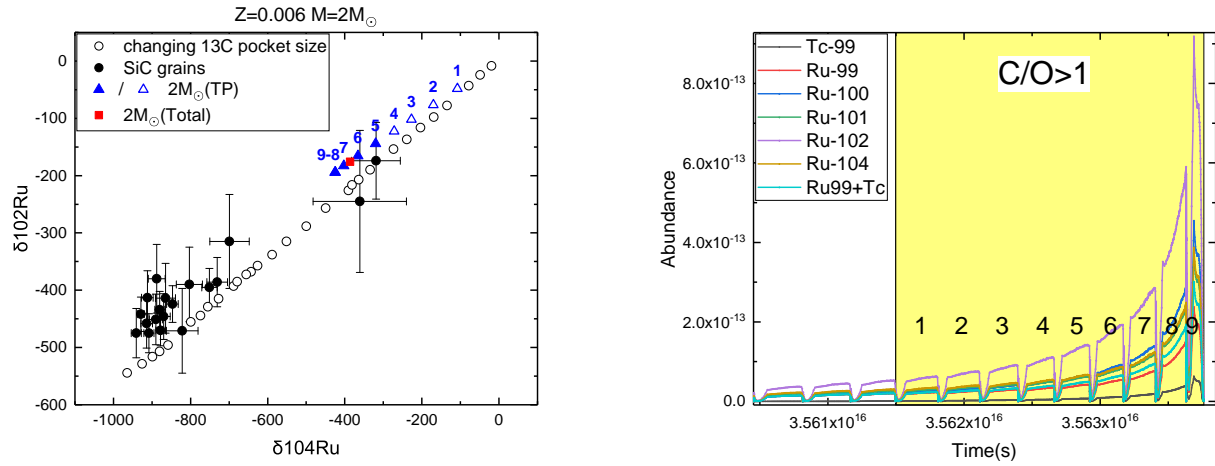 Z=0.006 M=2M☉
changing 13C pocket size
SiC grains
/ 2M☉(TP)
2M☉(Total)
1
2
3
4
5
6
7
9-8
0
-100
-200
-300
-400
-500
-600
δ102Ru
-1000 -800 -600 -400 -200 0
δ104Ru
Tc-99
Ru-99
Ru-100
Ru-101
Ru-102
Ru-104
Ru99+Tc
C/O>1
1 2 3 4 5 6 7 8 9
8.0x10-13
6.0x10-13
4.0x10-13
2.0x10-13
0.0
Abundance
3.561x10¹⁶ 3.562x10¹⁶ 3.563x10¹⁶
Time(s)